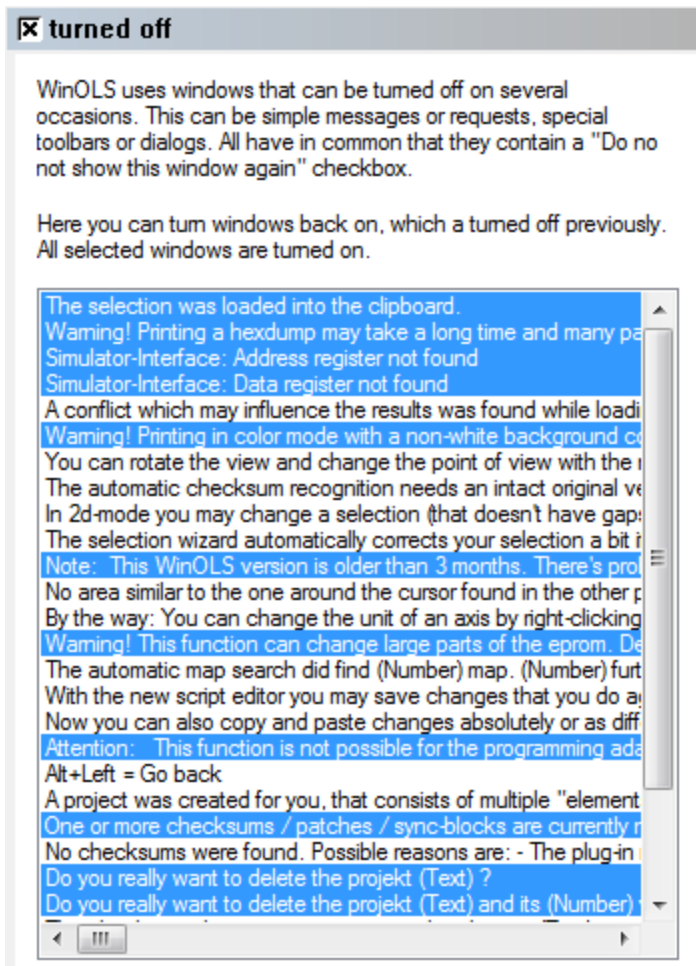 turned off
WinOLS uses windows that can be turned off on several
occasions. This can be simple messages or requests, special
toolbars or dialogs. All have in common that they contain a "Do no
not show this window again" checkbox.
Here you can turn windows back on, which a turned off previously.
All selected windows are turned on.
The selection was loaded into the clipboard.
Warning! Printing a hexdump may take a long time and many pa
Simulator-Interface: Address register not found
Simulator-Interface: Data register not found
A conflict which may influence the results was found while loadi
Warning! Printing in color mode with a non-white background co
You can rotate the view and change the point of view with the
The automatic checksum recognition needs an intact original ve
In 2d-mode you may change a selection (that doesn't have gap
The selection wizard automatically corrects your selection a bit
Note: This WinOLS version is older than 3 months. There's pro
No area similar to the one around the cursor found in the other p
By the way: You can change the unit of an axis by right-clicking
Warning! This function can change large parts of the eprom. De
The automatic map search did find (Number) map. (Number) furt
With the new script editor you may save changes that you do a
Now you can also copy and paste changes absolutely or as diff
Attention: This function is not possible for the programming ada
Alt+Left = Go back
A project was created for you, that consists of multiple "element
One or more checksums / patches / sync-blocks are currently
No checksums were found. Possible reasons are: - The plug-in
Do you really want to delete the projekt (Text) ?
Do you really want to delete the projekt (Text) and its (Number)